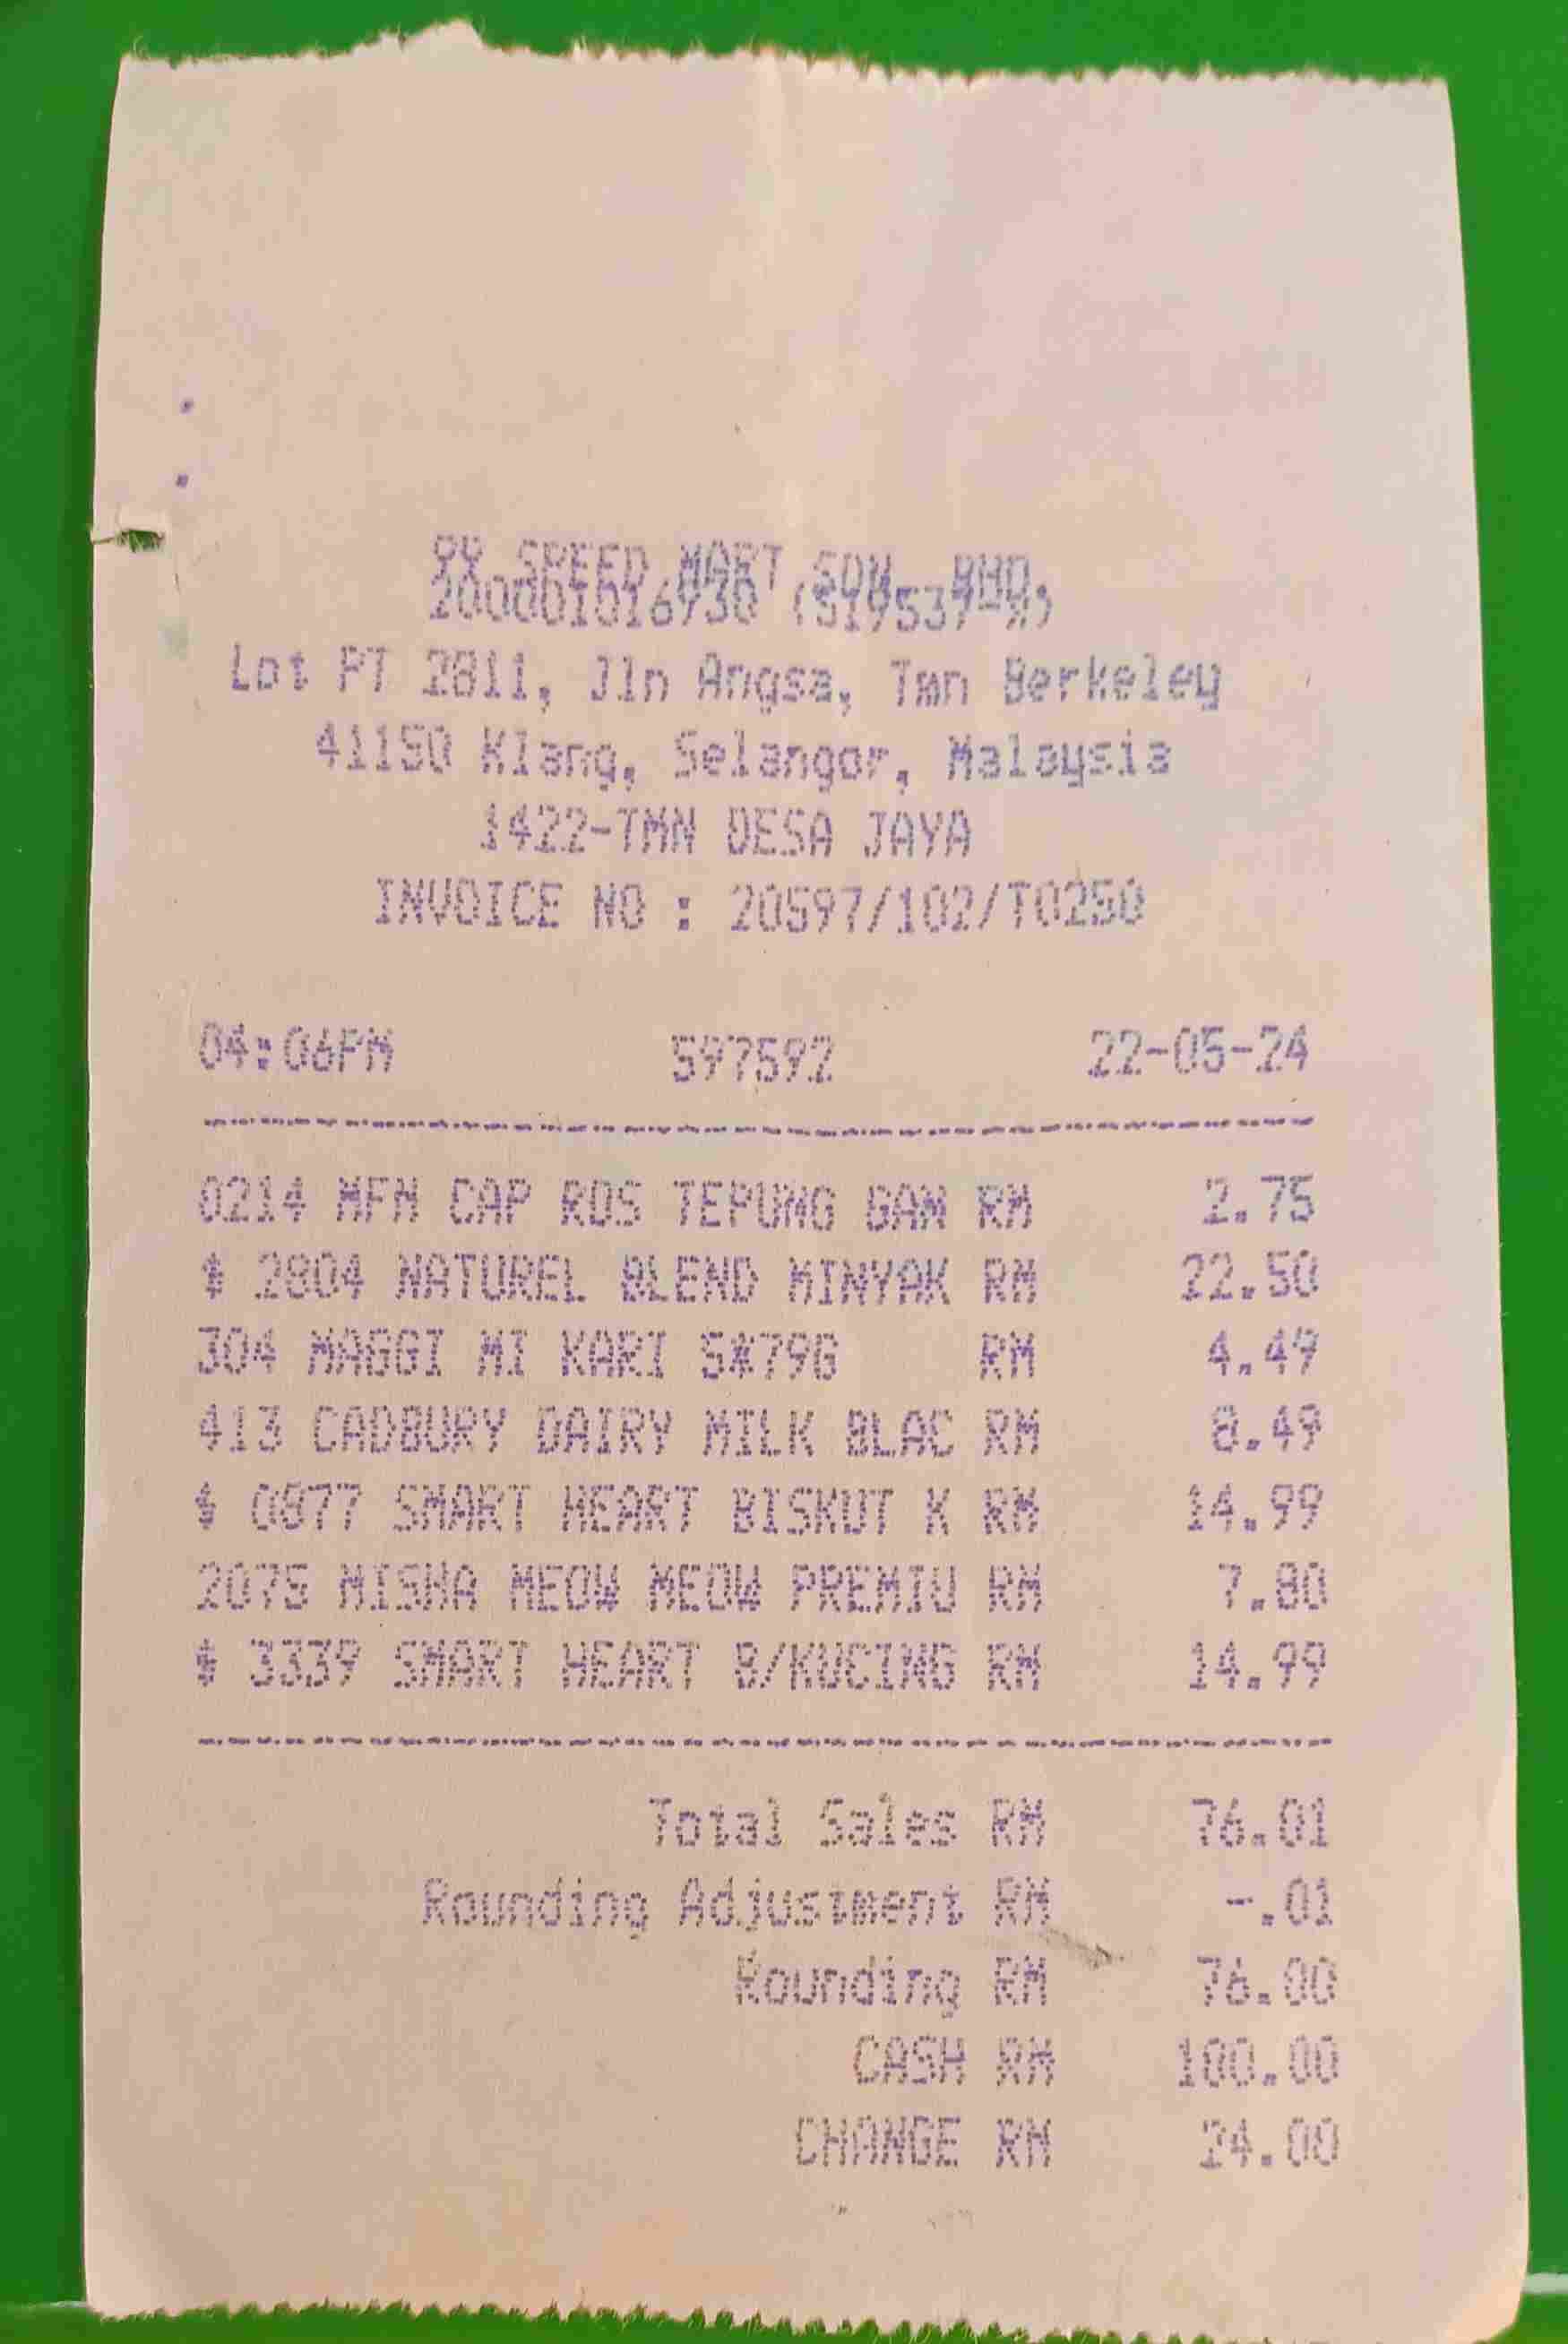 99 SPEED MART SDN. BHD.
200001016930 (519537-X)
Lot PT 2811, Jln Angsa, Tmn Berkeley
41150 Klang, Selangor, Malaysia
1422-TMN DESA JAYA
INVOICE NO : 20597/102/T0250
04:06PM 597592 22-05-24
0214 MFM CAP ROS TEPUNG GAN RM 2.75
$ 2804 NATUREL BLEND MINYAK RM 22.50
304 MAGGI MI KARI 5*79G RM 4.49
413 CADBURY DAIRY MILK BLAC RM 8.49
$ 0877 SMART HEART BISKUT K RM 14.99
2075 MISHA MEOW MEOW PREMIU RM 7.80
$ 3339 SMART HEART B/KUCING RM 14.99
Total Sales RM 76.01
Rounding Adjustment RM -.01
Rounding RM 76.00
CASH RM 100.00
CHANGE RM 24.00